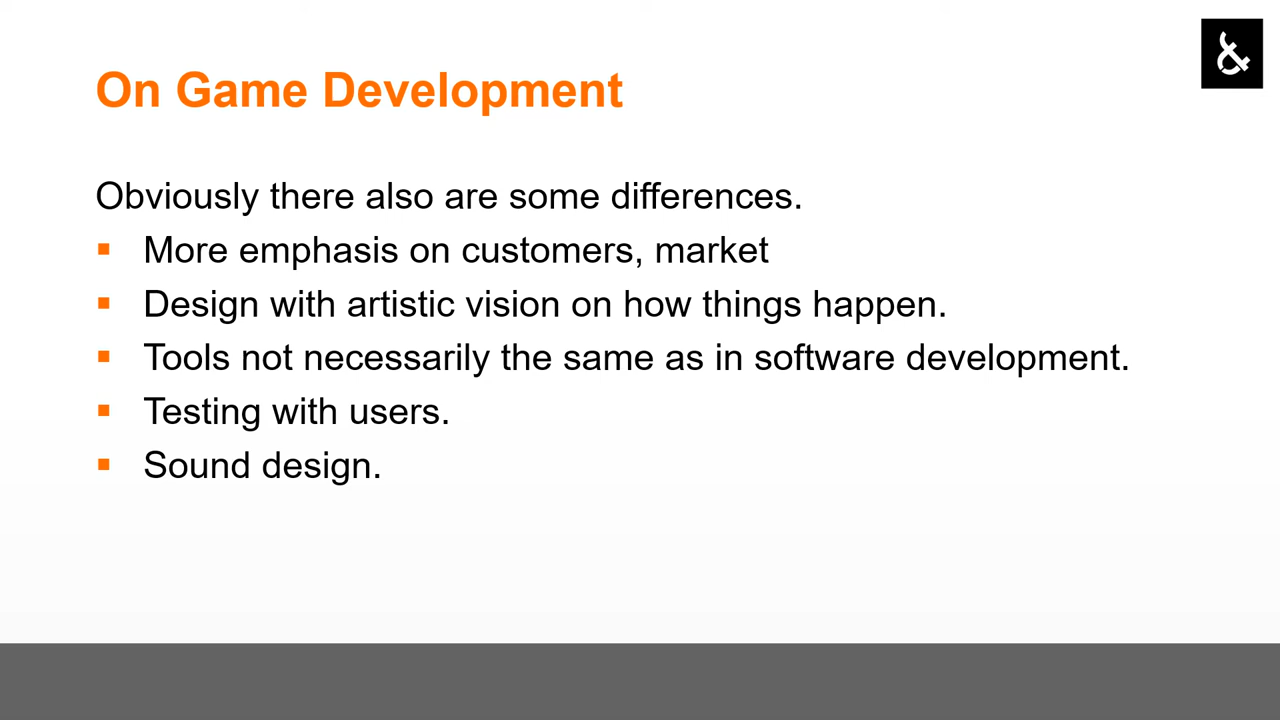 On Game Development
Obviously there also are some differences.
More emphasis on customers, market
Design with artistic vision on how things happen.
Tools not necessarily the same as in software development.
Testing with users.
Sound design.
&